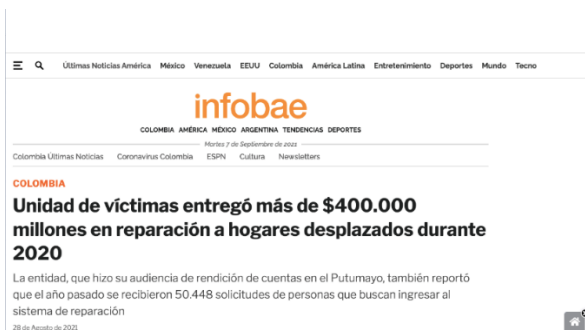 Últimas Noticias América México Venezuela EEUU Colombia América Latina Entretenimiento Deportes Mundo Tecno
infobae
COLOMBIA AMÉRICA MÉXICO ARGENTINA TENDENCIAS DEPORTES
Martes 7 de Septiembre de 2021
Colombia Últimas Noticias Coronavirus Colombia ESPN Cultura Newsletters
COLOMBIA
Unidad de víctimas entregó más de $400.000
millones en reparación a hogares desplazados durante
2020
La entidad, que hizo su audiencia de rendición de cuentas en el Putumayo, también reportó
que el año pasado se recibieron 50.448 solicitudes de personas que buscan ingresar al
sistema de reparación
28 de Agosto de 2021